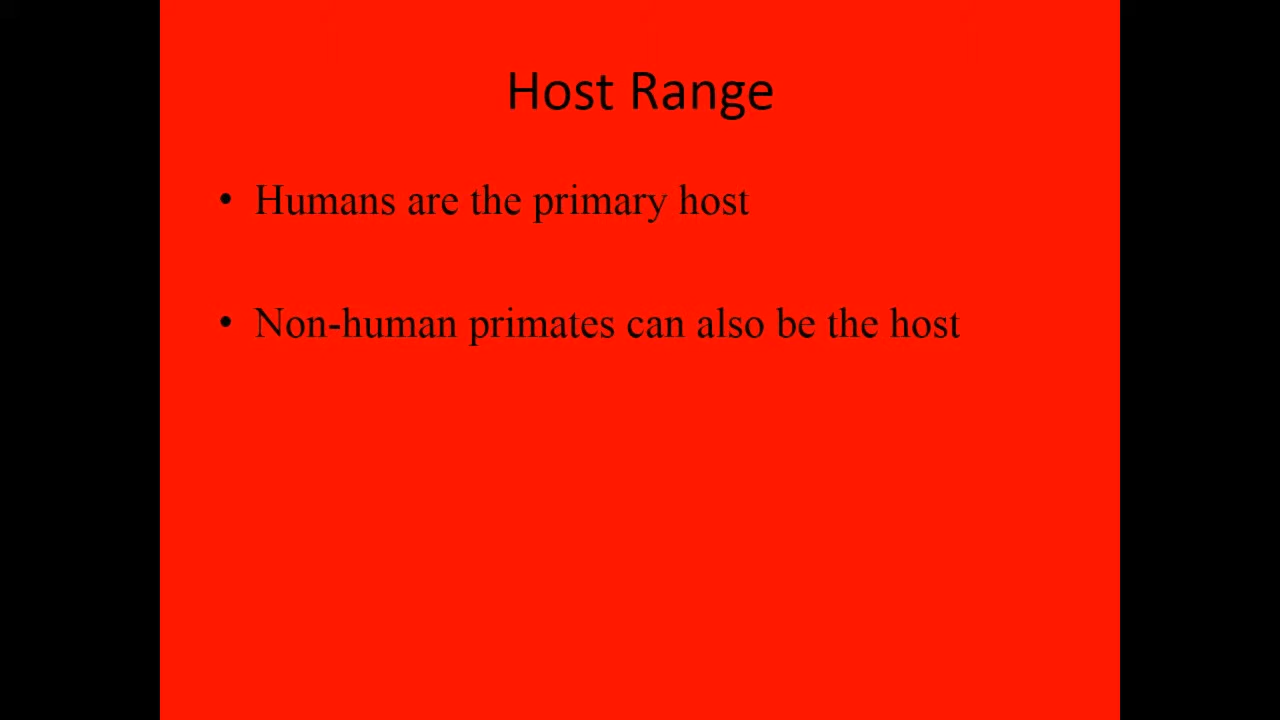 Host Range
• Humans are the primary host
• Non-human primates can also be the host